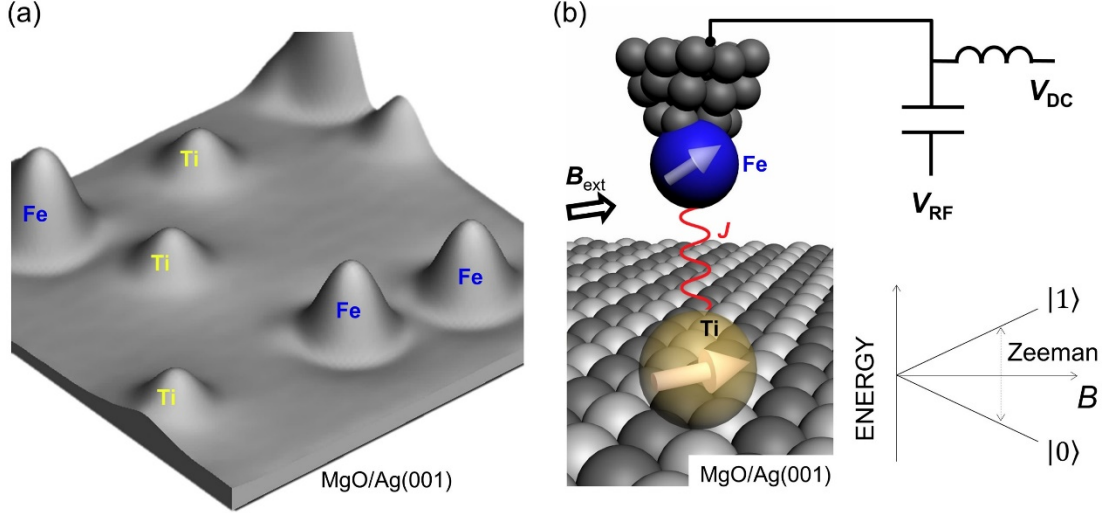 (a)
Ti
Fe
Ti
Fe
Fe
Ti
MgO/Ag(001)
(b)
V_DC
Fe
B_ext
V_RF
J
Ti
|1⟩
Zeeman
ENERGY
B
|0⟩
MgO/Ag(001)